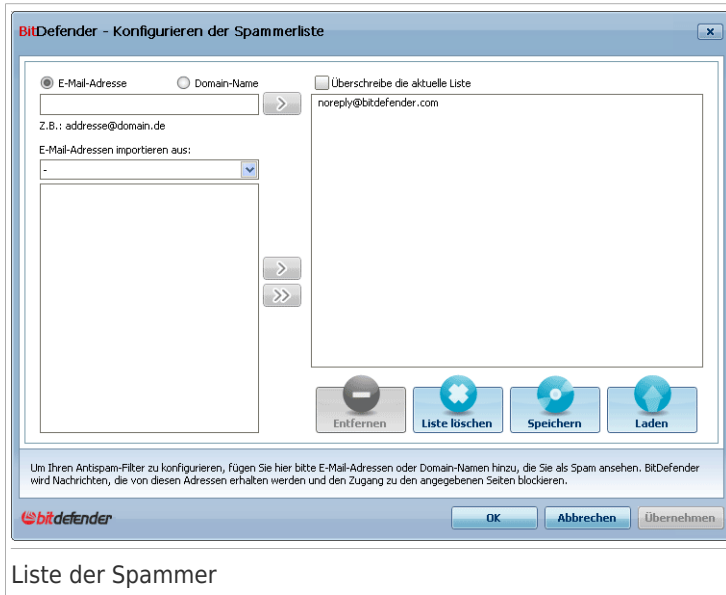 BitDefender - Konfigurieren der Spammerliste
E-Mail-Adresse
Domain-Name
Überschreibe die aktuelle Liste
noreply@bitdefender.com
Z.B.: addresse@domain.de
E-Mail-Adressen importieren aus:
-
Entfernen
Liste löschen
Speichern
Laden
Um Ihren Antispam-Filter zu konfigurieren, fügen Sie hier bitte E-Mail-Adressen oder Domain-Namen hinzu, die Sie als Spam ansehen. BitDefender
wird Nachrichten, die von diesen Adressen erhalten werden und den Zugang zu den angegebenen Seiten blockieren.
bitdefender
OK
Abbrechen
Übernehmen
Liste der Spammer